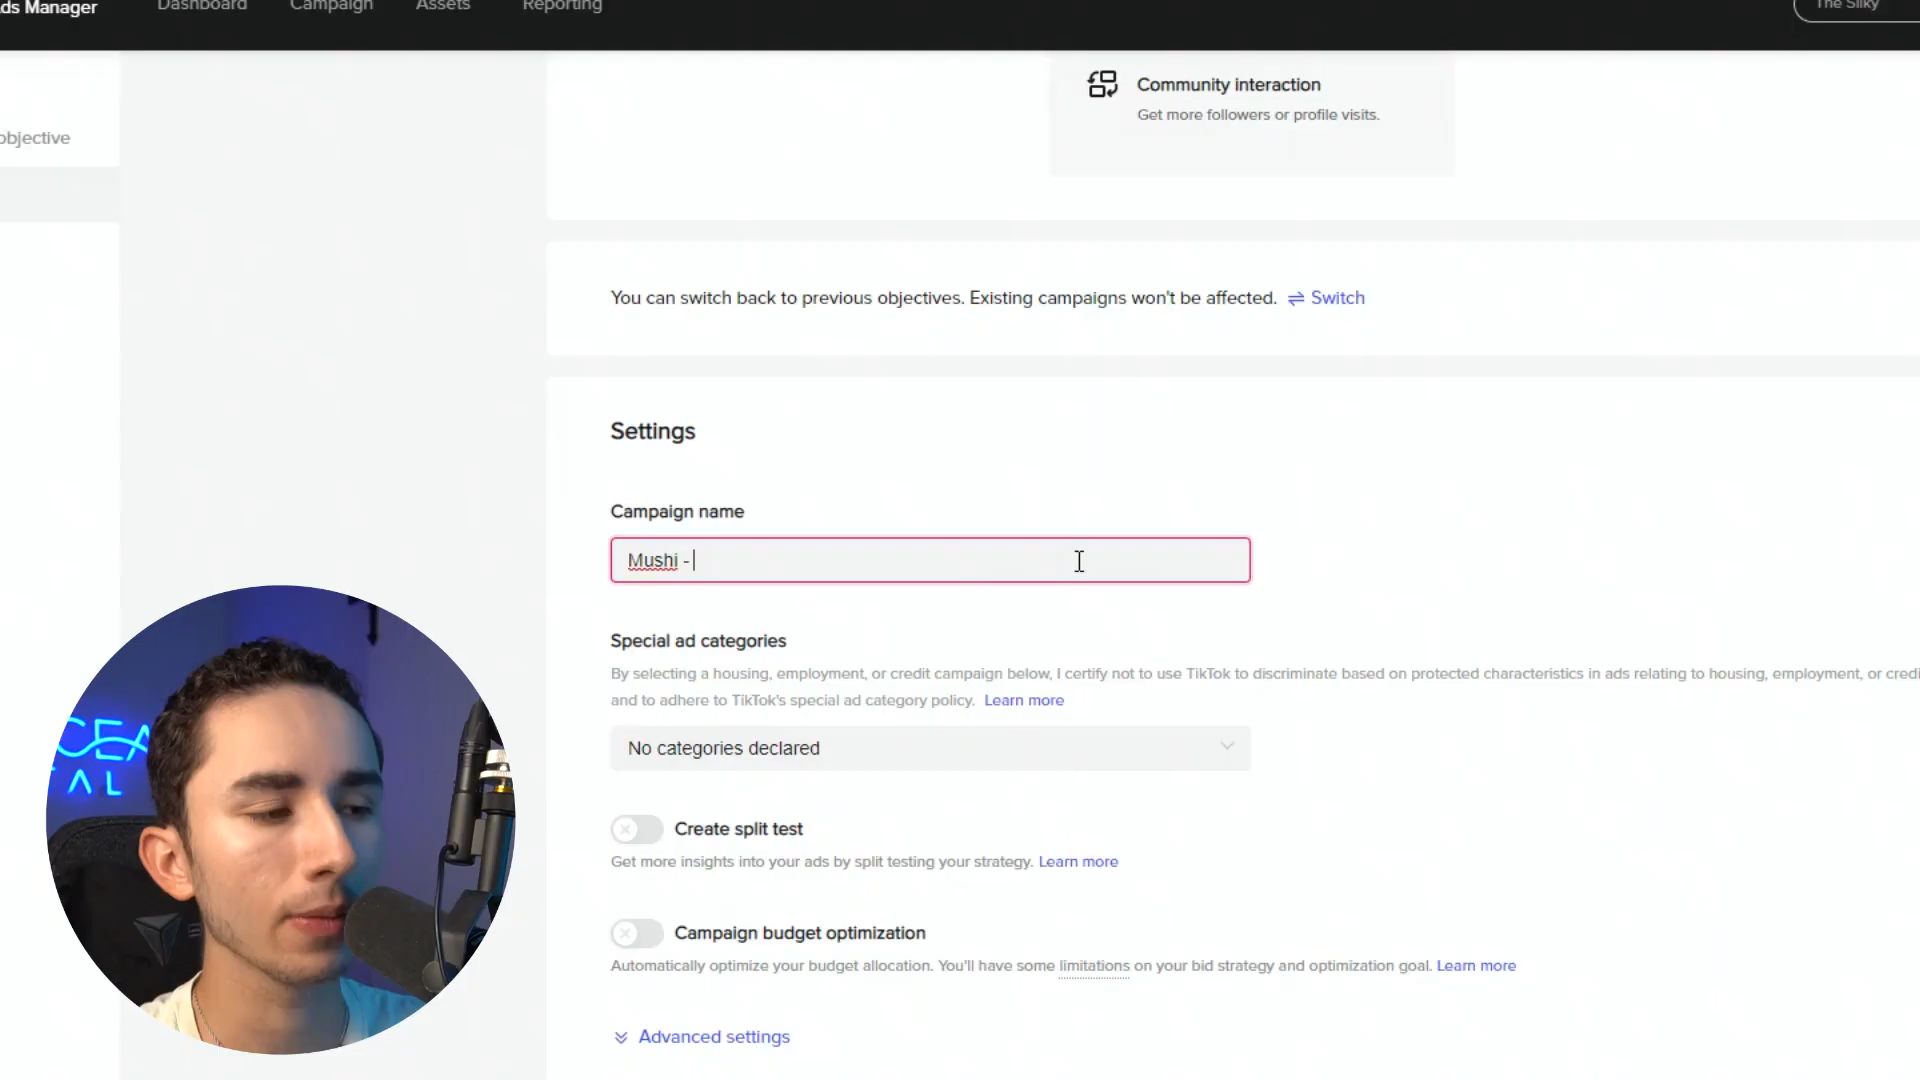 ds Manager Dashboard Campaign Assets Reporting The Silky
objective
Community interaction
Get more followers or profile visits.
You can switch back to previous objectives. Existing campaigns won't be affected. Switch
Settings
Campaign name
Mushi -
Special ad categories
By selecting a housing, employment, or credit campaign below, I certify not to use TikTok to discriminate based on protected characteristics in ads relating to housing, employment, or credi
and to adhere to TikTok's special ad category policy. Learn more
No categories declared
Create split test
Get more insights into your ads by split testing your strategy. Learn more
Campaign budget optimization
Automatically optimize your budget allocation. You'll have some limitations on your bid strategy and optimization goal. Learn more
Advanced settings
CEA
AL